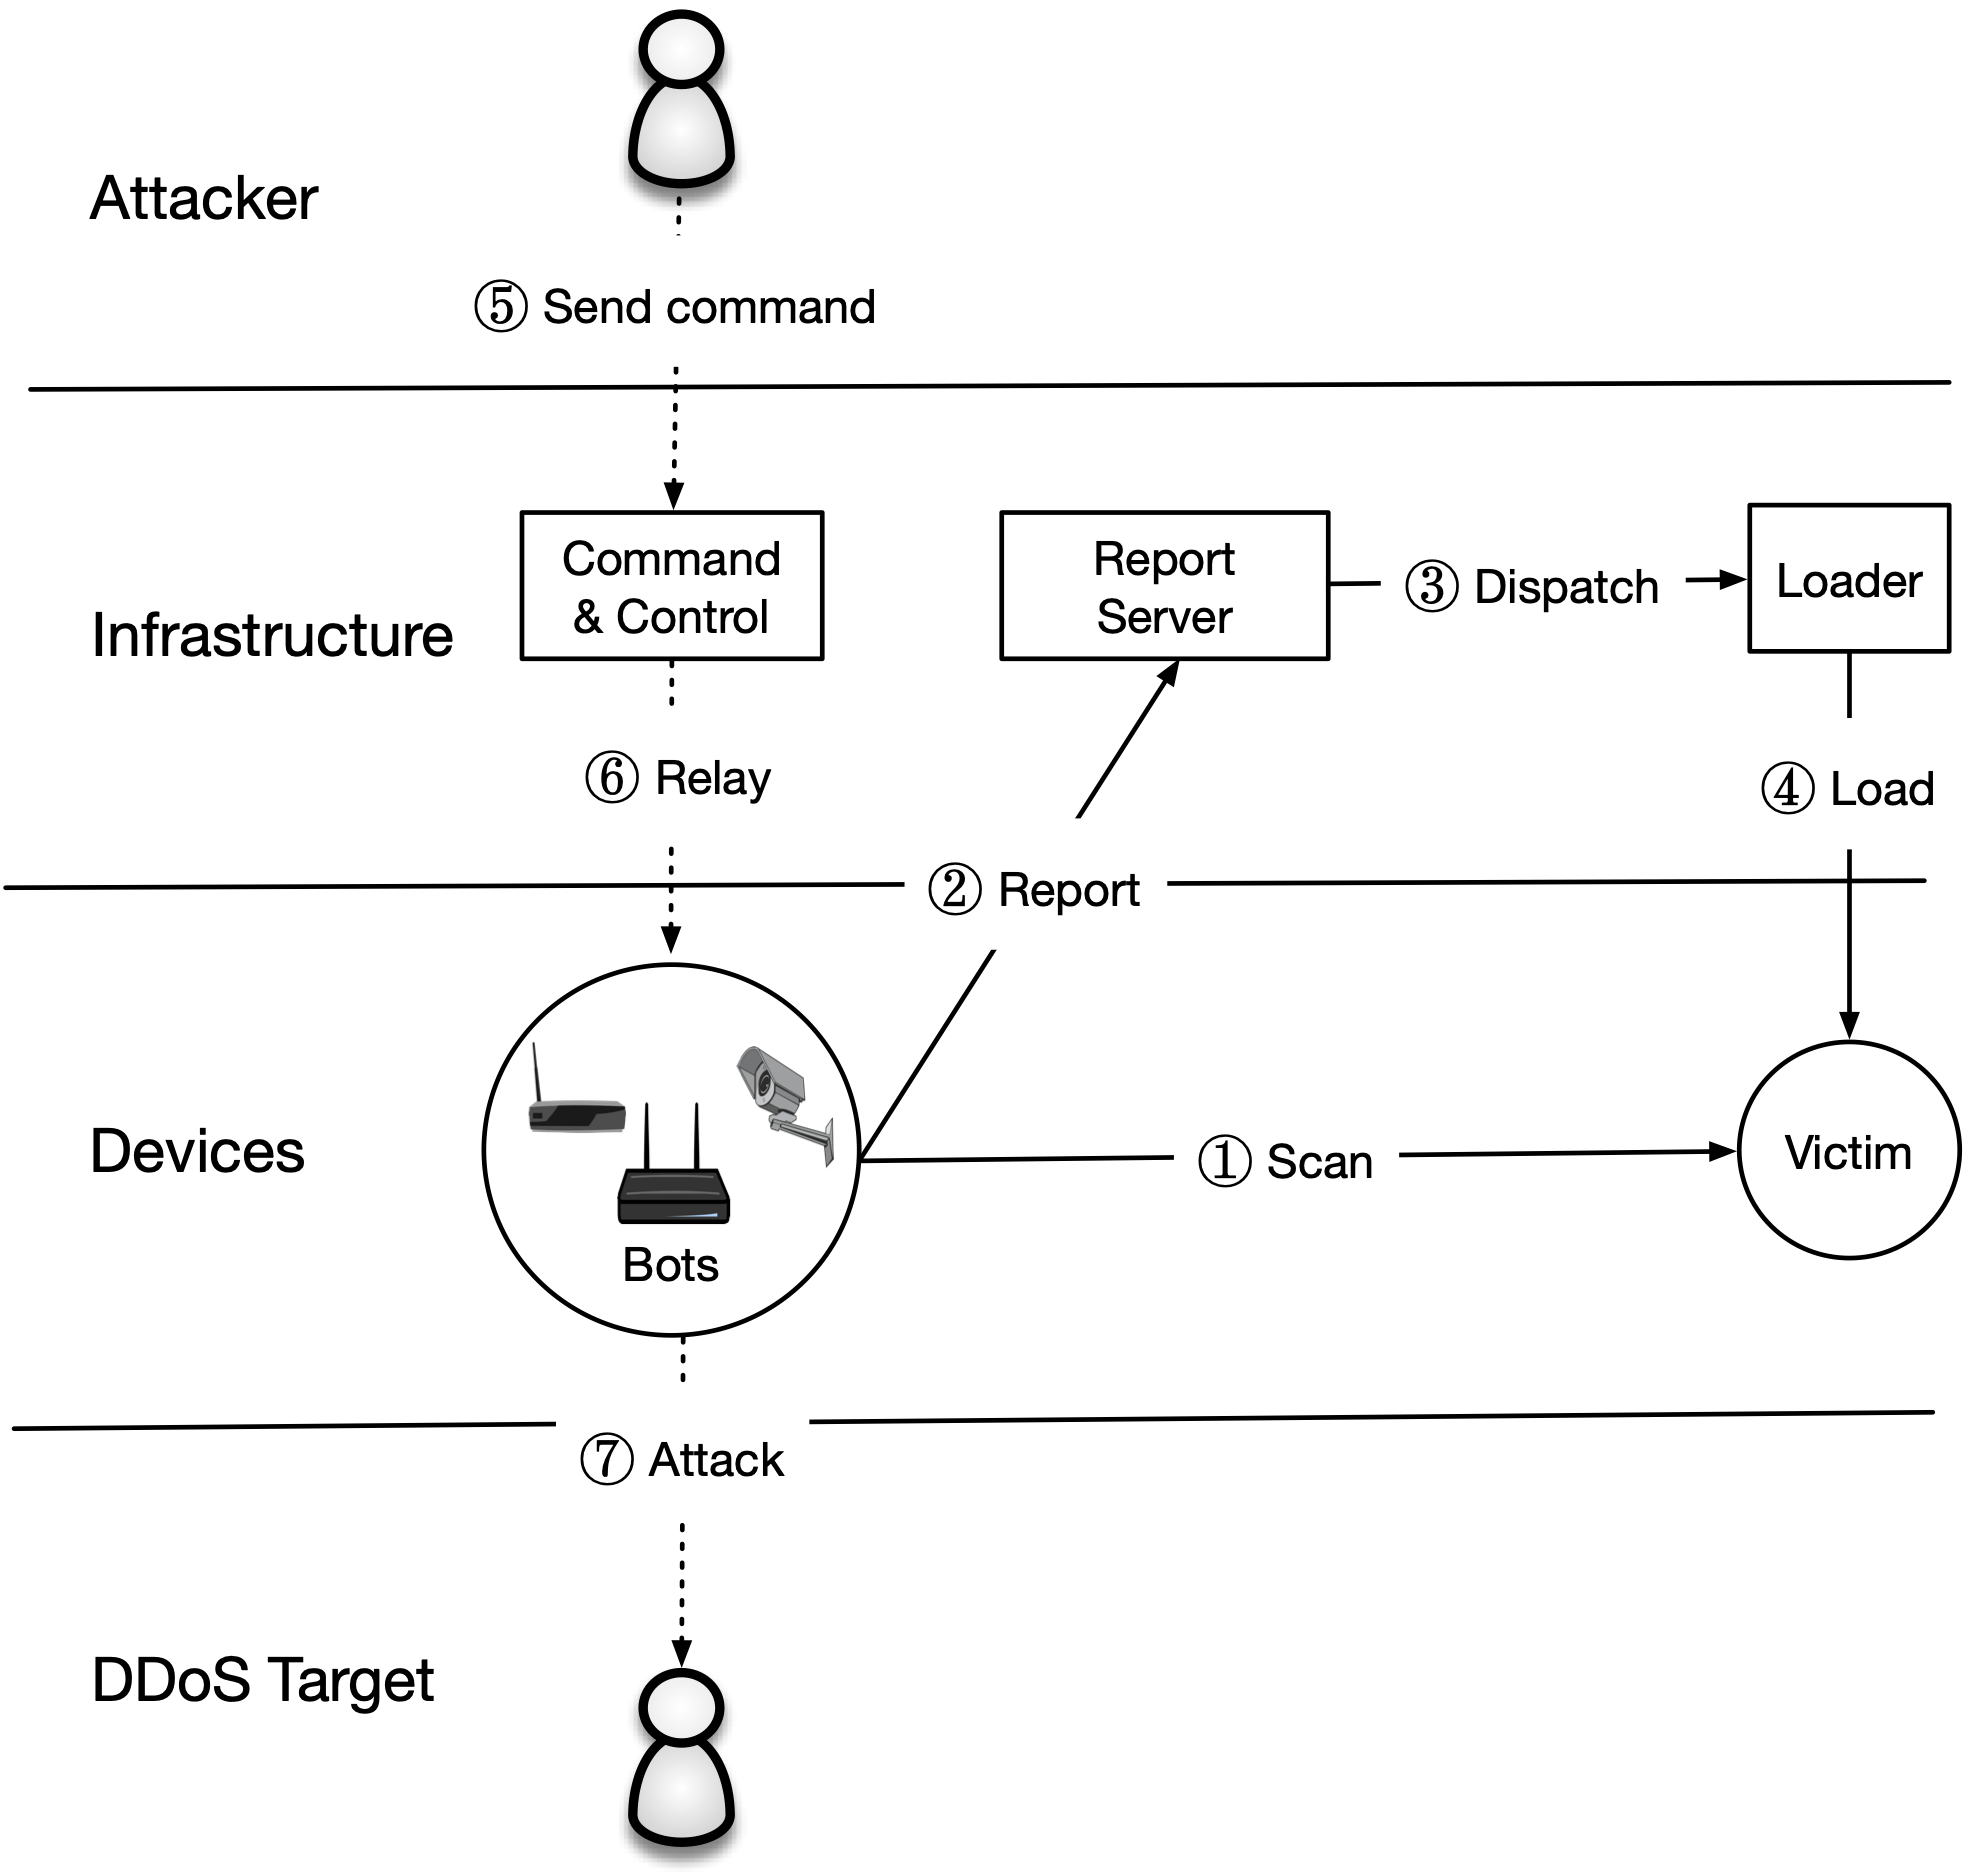 Attacker
⑤ Send command
Infrastructure
Command
& Control
Report
Server
③ Dispatch
Loader
⑥ Relay
④ Load
② Report
Devices
Bots
① Scan
Victim
⑦ Attack
DDoS Target